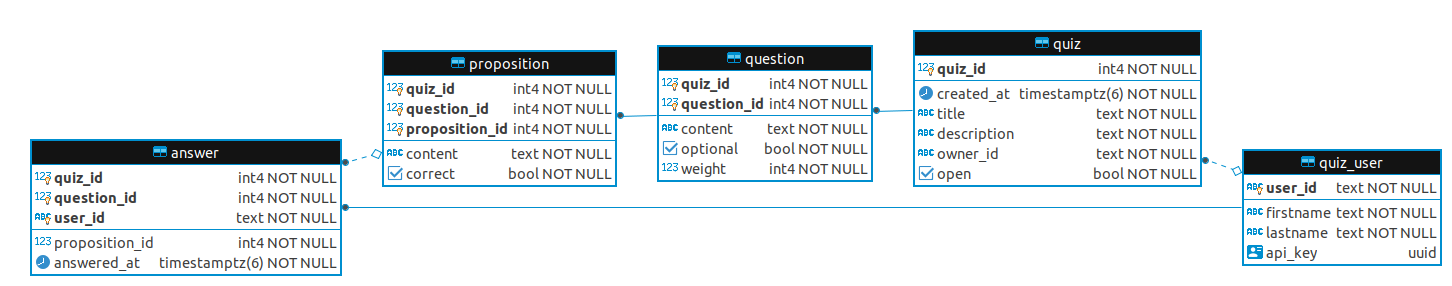 answer
123 quiz_id int4 NOT NULL
123 question_id int4 NOT NULL
ABC user_id text NOT NULL
123 proposition_id int4 NOT NULL
answered_at timestamptz(6) NOT NULL
proposition
123 quiz_id int4 NOT NULL
123 question_id int4 NOT NULL
123 proposition_id int4 NOT NULL
ABC content text NOT NULL
correct bool NOT NULL
question
123 quiz_id int4 NOT NULL
123 question_id int4 NOT NULL
ABC content text NOT NULL
optional bool NOT NULL
123 weight int4 NOT NULL
quiz
123 quiz_id int4 NOT NULL
created_at timestamptz(6) NOT NULL
ABC title text NOT NULL
ABC description text NOT NULL
ABC owner_id text NOT NULL
open bool NOT NULL
quiz_user
ABC user_id text NOT NULL
ABC firstname text NOT NULL
ABC lastname text NOT NULL
api_key uuid